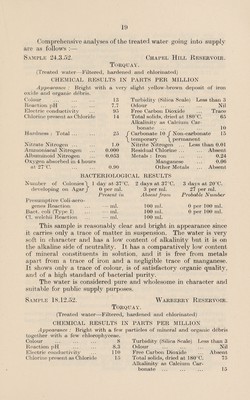 19
Comprehensive analyses of the treated water going into supply
are as follows :—
SAMPLE 24.3.52. CHAPEL HILL RESERVOIR.
TORQUAY.
(Treated water—Filtered, hardened and chlorinated)
CHEMICAL RESULTS IN PARTS PER MILLION
Appearance : Bright with a very slight yellow-brown deposit of iron
oxide and organic débris.
Colour ... ... 12 Turbidity (Silica Scale) Less than 3
Reaction pH ... ... 7.7 Odour ... ... Nil
Electric conductivity ... 95 Free Carbon Dioxide ... Trace
Chlorine present as Chloride 14 Total solids, dried at 180°C. 65
Alkalinity as Calcium Car-
bonate ... ... 10
Hardness : Total ... 25 { Carbonate 10 { Non-carbonate 15
temporary { permanent
Nitrate Nitrogen ... 1.0 Nitrite Nitrogen ... Less than 0.01
Ammoniacal Nitrogen 0.000 Residual Chlorine ... Absent
Albuminoid Nitrogen 0.035 Metals : Iron ... 0.24
Oxygen absorbed in 4 hours Manganese ... 0.06
at 27°C. ... 0.90 Other Metals Absent
BACTERIOLOGICAL RESULTS
Number of Colonies } 1 day at 37°C. 2 days at 37°C. 3 days at 20°C.
developing on Agar } 0 per ml. 3 per ml. 27 per ml.
Present in Absent from Probable Number
Presumptive Coli-aero-
genes Reaction ... — ml. 100 ml. 0 per 100 ml.
Bact. coli (Type I) — ml. 100 ml. 0 per 100 ml.
Cl. welchii Reaction — ml. 100 ml.
This sample is reasonably clear and bright in appearance since
it carries only a trace of matter in suspension. The water is very
soft in character and has a low content of alkalinity but it is on
the alkaline side of neutrality. It has a comparatively low content
of mineral constituents in solution, and it is free from metals
apart from a trace of iron and a negligible trace of manganese.
It shows only a trace of colour, is of satisfactory organic quality,
and of a high standard of bacterial purity.
The water is considered pure and wholesome in character and
suitable for public supply purposes.
SAMPLE 18.12.52. WARBERRY RESERVOIR.
TORQUAY.
(Treated water—Filtered, hardened and chlorinated)
CHEMICAL RESULTS IN PARTS PER MILLION
Appearance : Bright with a few particles of mineral and organic débris
together with a few chlorophyceae.
Colour ... ... 8 Turbidity (Silica Scale) Less than 3
Reaction pH ... ... 8.3 Odour ... ... Nil
Electric conductivity ... 110 Free Carbon Dioxide ... Absent
Chlorine present as Chloride 15 Total solids, dried at 180°C. 75
Alkalinity as Calcium Car-
bonate ... ... 15